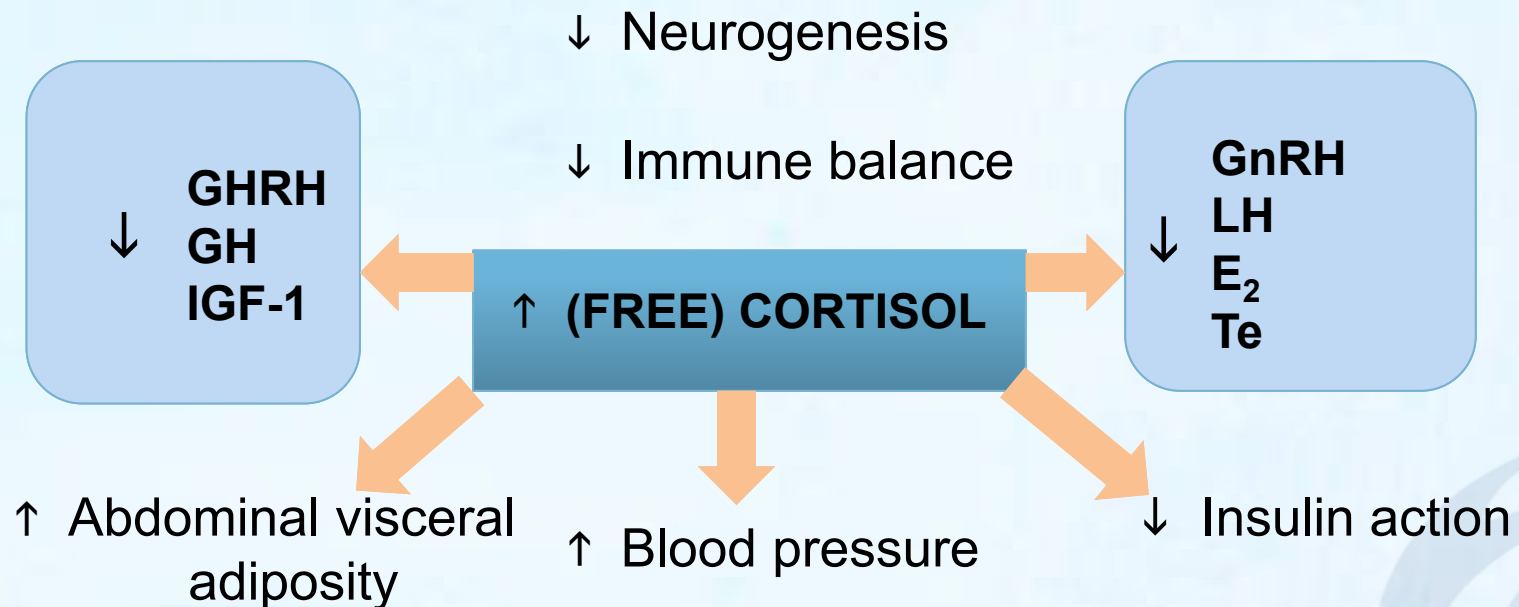 ↓ Neurogenesis
↓ Immune balance
↓
GHRH
GH
IGF-1
↑ (FREE) CORTISOL
↓
GnRH
LH
E₂
Te
↑ Abdominal visceral
adiposity
↑ Blood pressure
↓ Insulin action